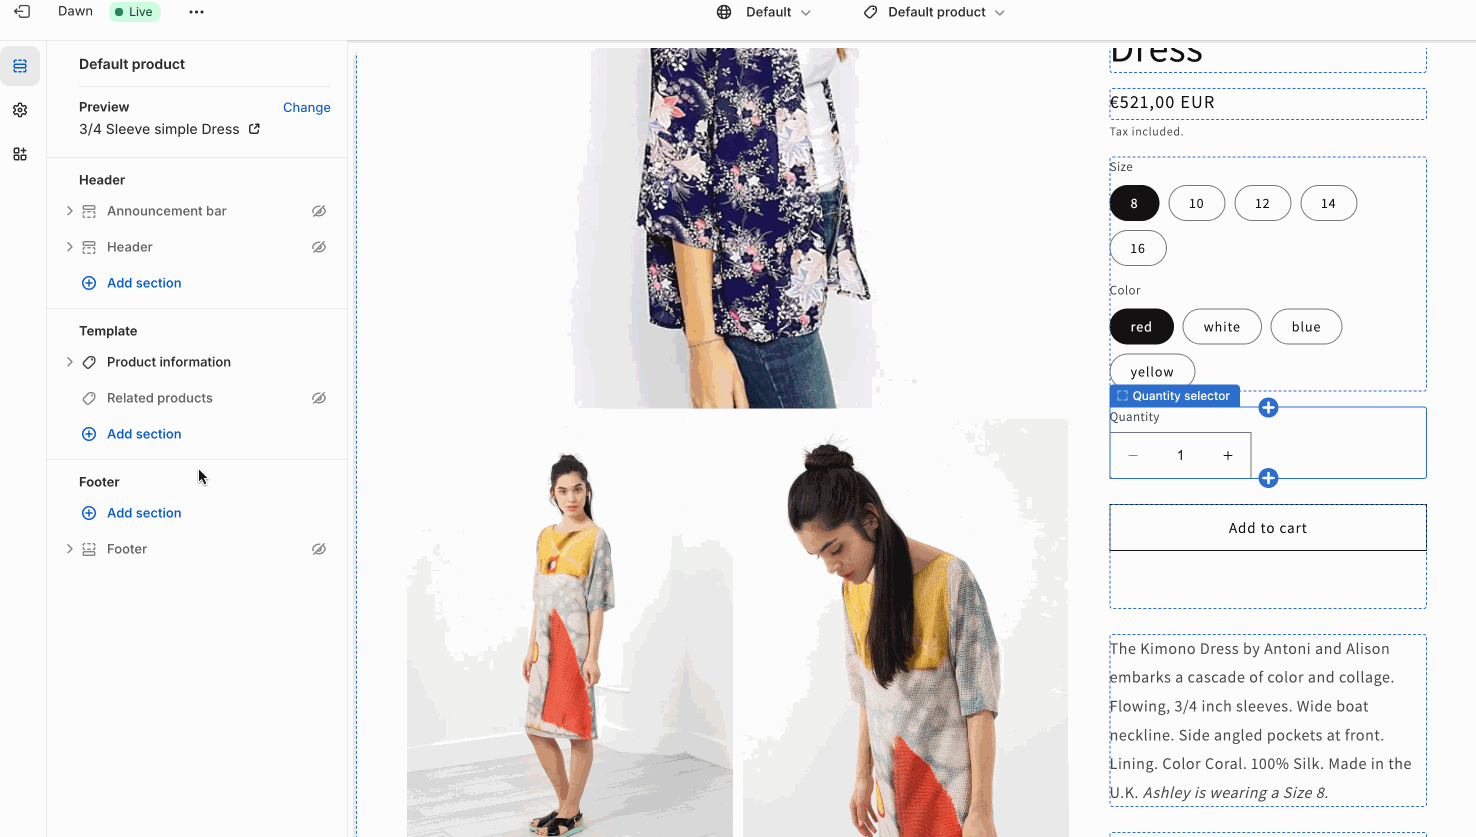 Dawn
Live
Default
Default product
Default product
Preview
Change
3/4 Sleeve simple Dress
Header
Announcement bar
Header
Add section
Template
Product information
Related products
Add section
Footer
Add section
Footer
Dress
€521,00 EUR
Tax included.
Size
8
10
12
14
16
Color
red
white
blue
yellow
Quantity selector
Quantity
− 1 +
Add to cart
The Kimono Dress by Antoni and Alison
embarks a cascade of color and collage.
Flowing, 3/4 inch sleeves. Wide boat
neckline. Side angled pockets at front.
Lining. Color Coral. 100% Silk. Made in the
U.K. Ashley is wearing a Size 8.